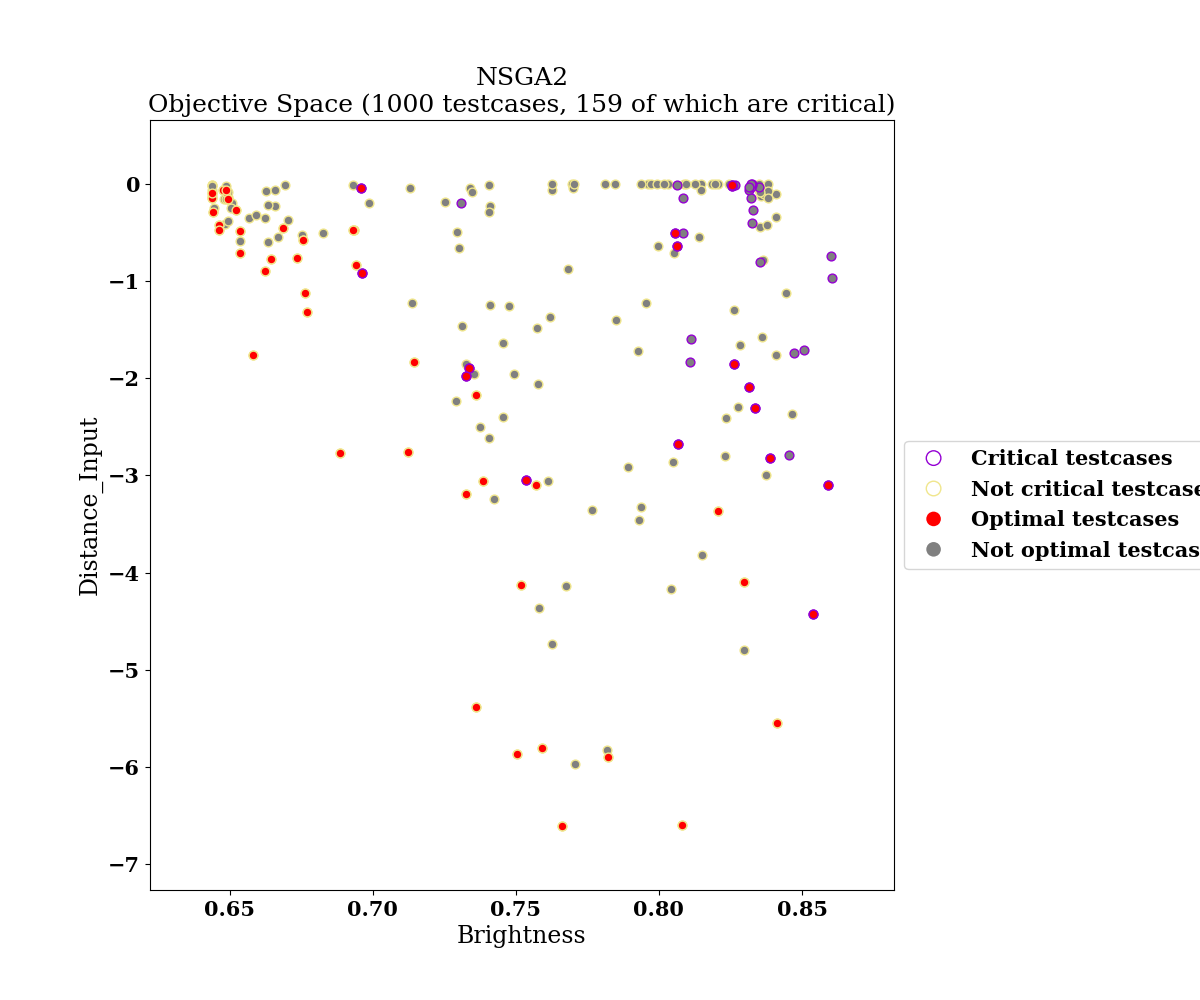 NSGA2
Objective Space (1000 testcases, 159 of which are critical)
0
−1
−2
−3
−4
−5
−6
−7
Distance_Input
0.65 0.70 0.75 0.80 0.85
Brightness
Critical testcases
Not critical testcase
Optimal testcases
Not optimal testcas